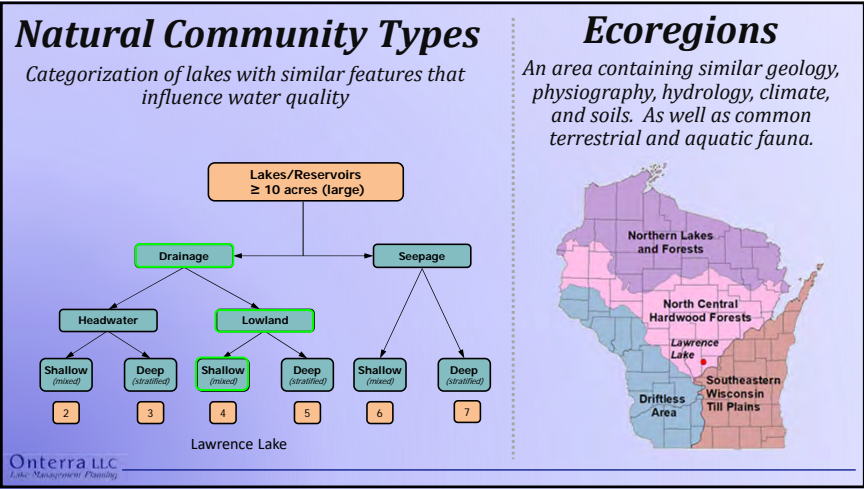 Natural Community Types
Categorization of lakes with similar features that
influence water quality
Lakes/Reservoirs
≥ 10 acres (large)
Drainage
Seepage
Headwater
Lowland
Shallow
(mixed)
Deep
(stratified)
Shallow
(mixed)
Deep
(stratified)
Shallow
(mixed)
Deep
(stratified)
2
3
4
5
6
7
Lawrence Lake
Onterra LLC
Lake Management Planning
Ecoregions
An area containing similar geology,
physiography, hydrology, climate,
and soils. As well as common
terrestrial and aquatic fauna.
Northern Lakes
and Forests
North Central
Hardwood Forests
Lawrence
Lake
Driftless
Area
Southeastern
Wisconsin
Till Plains